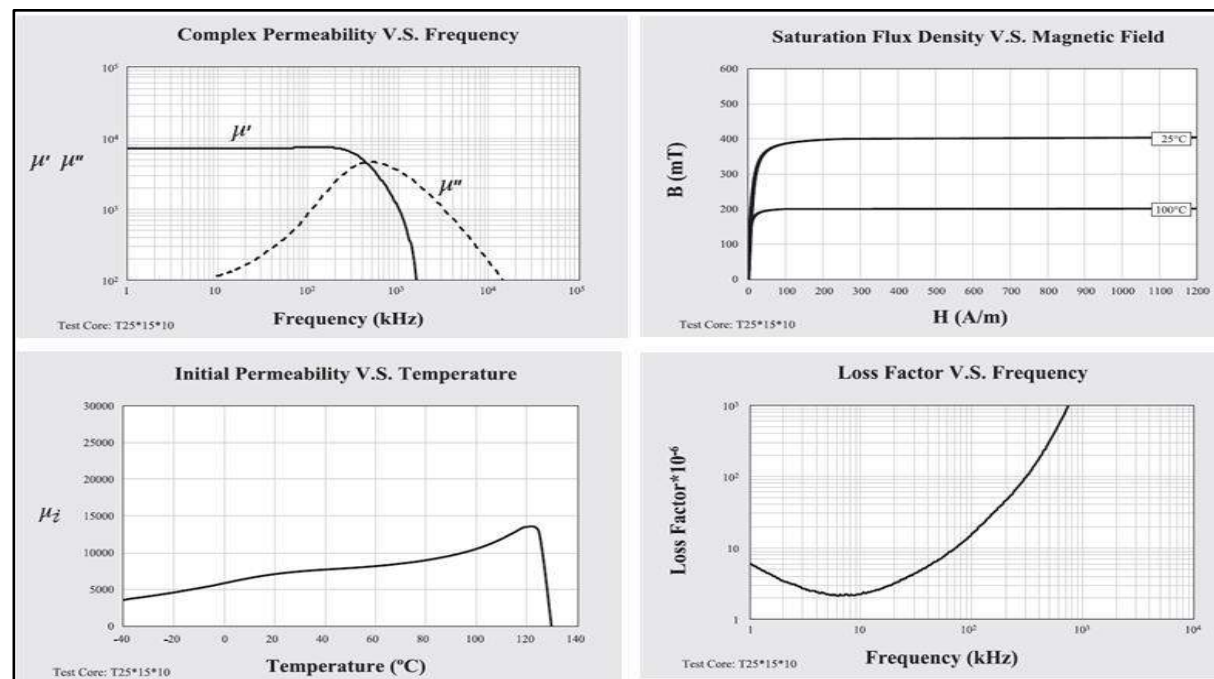 Complex Permeability V.S. Frequency
10⁵
10⁴
10³
10²
μ' μ"
μ'
μ"
1 10 10² 10³ 10⁴ 10⁵
Frequency (kHz)
Test Core: T25*15*10
Saturation Flux Density V.S. Magnetic Field
600
500
400
300
200
100
0
B (mT)
25°C
100°C
0 100 200 300 400 500 600 700 800 900 1000 1100 1200
H (A/m)
Test Core: T25*15*10
Initial Permeability V.S. Temperature
30000
25000
20000
15000
10000
5000
0
μi
-40 -20 0 20 40 60 80 100 120 140
Temperature (ºC)
Test Core: T25*15*10
Loss Factor V.S. Frequency
10³
10²
10
1
Loss Factor*10⁻⁶
1 10 10² 10³ 10⁴
Frequency (kHz)
Test Core: T25*15*10